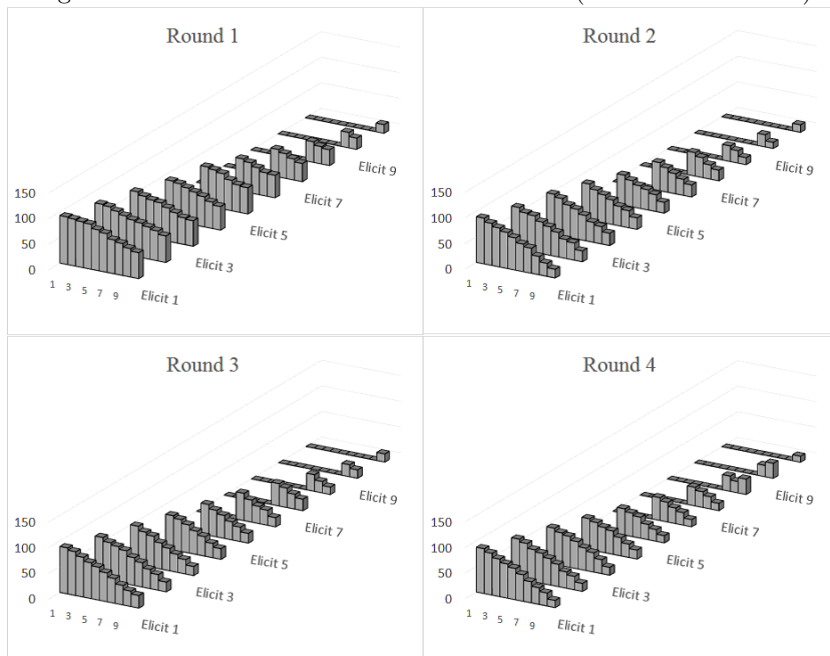 Round 1
150
100
50
0
1 3 5 7 9
Elicit 1
Elicit 3
Elicit 5
Elicit 7
Elicit 9
Round 2
150
100
50
0
1 3 5 7 9
Elicit 1
Elicit 3
Elicit 5
Elicit 7
Elicit 9
Round 3
150
100
50
0
1 3 5 7 9
Elicit 1
Elicit 3
Elicit 5
Elicit 7
Elicit 9
Round 4
150
100
50
0
1 3 5 7 9
Elicit 1
Elicit 3
Elicit 5
Elicit 7
Elicit 9